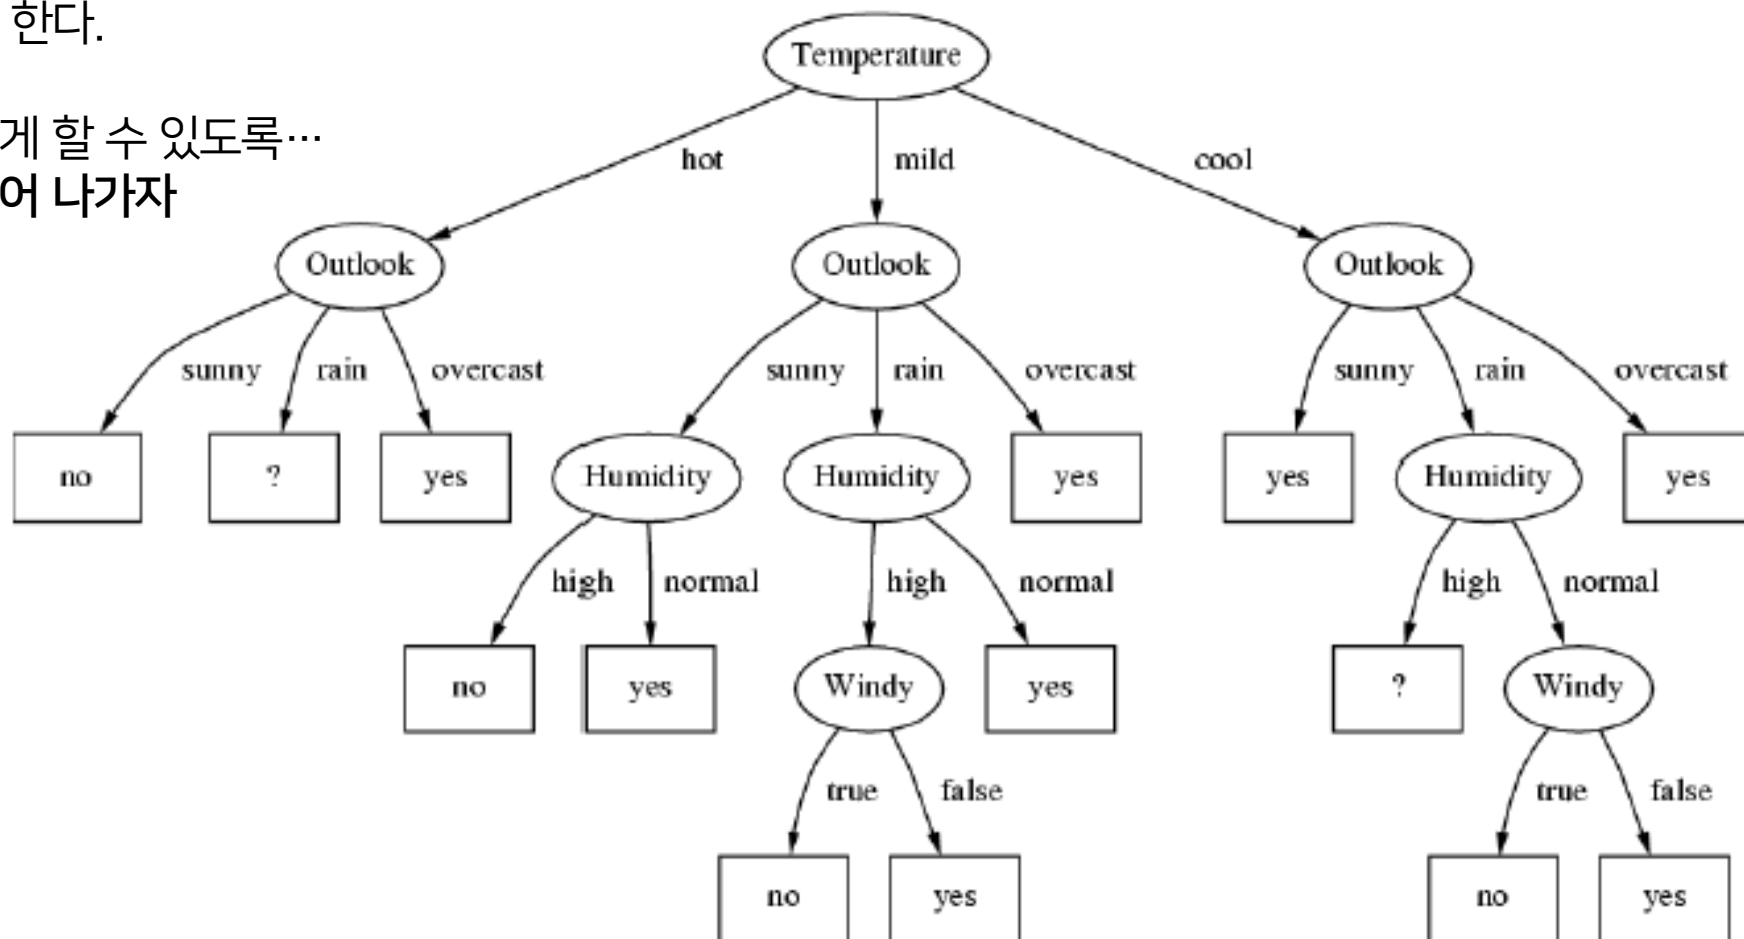 한다.
게 할 수 있도록…
어 나가자
Temperature
hot mild cool
Outlook Outlook Outlook
sunny rain overcast sunny rain overcast sunny rain overcast
no ? yes Humidity Humidity yes yes Humidity yes
high normal high normal high normal
no yes Windy yes ? Windy
true false true false
no yes no yes